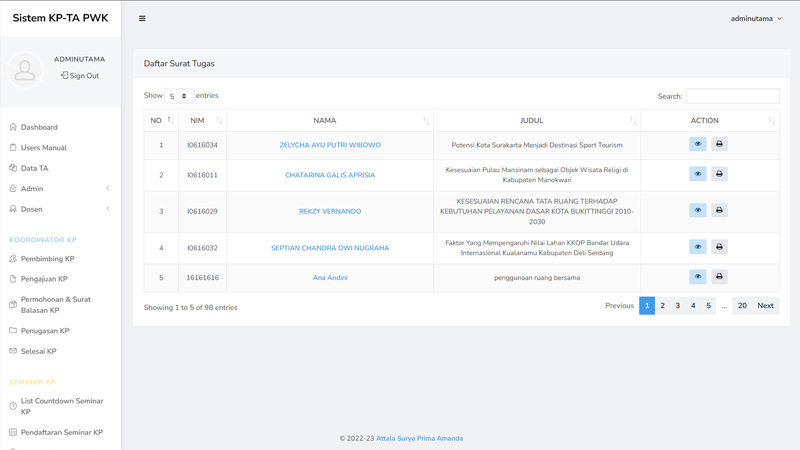 Sistem KP-TA PWK
adminutama
ADMINUTAMA
Sign Out
Dashboard
Users Manual
Data TA
Admin
Dosen
KOORDINATOR KP
Pembimbing KP
Pengajuan KP
Permohonan & Surat
Balasan KP
Penugasan KP
Selesai KP
SEMINAR KP
List Countdown Seminar
KP
Pendaftaran Seminar KP
Daftar Surat Tugas
Show 5 entries
Search:
NO NIM NAMA JUDUL ACTION
1 I0616034 ZELYCHA AYU PUTRI WIBOWO Potensi Kota Surakarta Menjadi Destinasi Sport Tourism
2 I0616011 CHATARINA GALIS APRISIA Kesesuaian Pulau Mansinam sebagai Objek Wisata Religi di
Kabupaten Manokwari
3 I0616029 REKZY VERNANDO KESESUAIAN RENCANA TATA RUANG TERHADAP
KEBUTUHAN PELAYANAN DASAR KOTA BUKITTINGGI 2010-
2030
4 I0616032 SEPTIAN CHANDRA DWI NUGRAHA Faktor Yang Mempengaruhi Nilai Lahan KKOP Bandar Udara
Internasional Kualanamu Kabupaten Deli Serdang
5 16161616 Ana Andini penggunaan ruang bersama
Showing 1 to 5 of 98 entries
Previous 1 2 3 4 5 ... 20 Next
© 2022-23 Attala Surya Prima Amanda